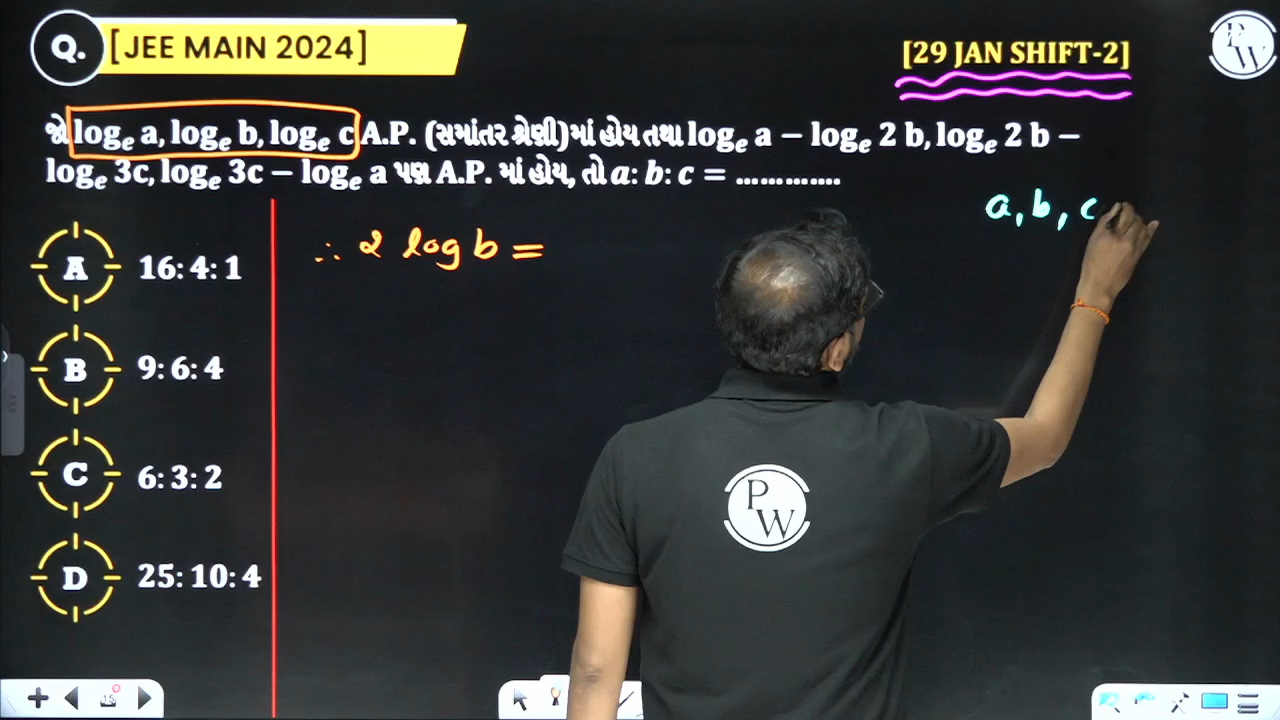 Q. [JEE MAIN 2024]
[29 JAN SHIFT-2]
PW
જો logₑ a, logₑ b, logₑ c A.P. (સમાંતર શ્રેણી)માં હોય તથા logₑ a − logₑ 2 b, logₑ 2 b −
logₑ 3c, logₑ 3c − logₑ a પણ A.P. માં હોય, તો a: b: c = .............
a, b, c
∴ 2 log b =
A 16: 4: 1
B 9: 6: 4
C 6: 3: 2
D 25: 10: 4
PW
15